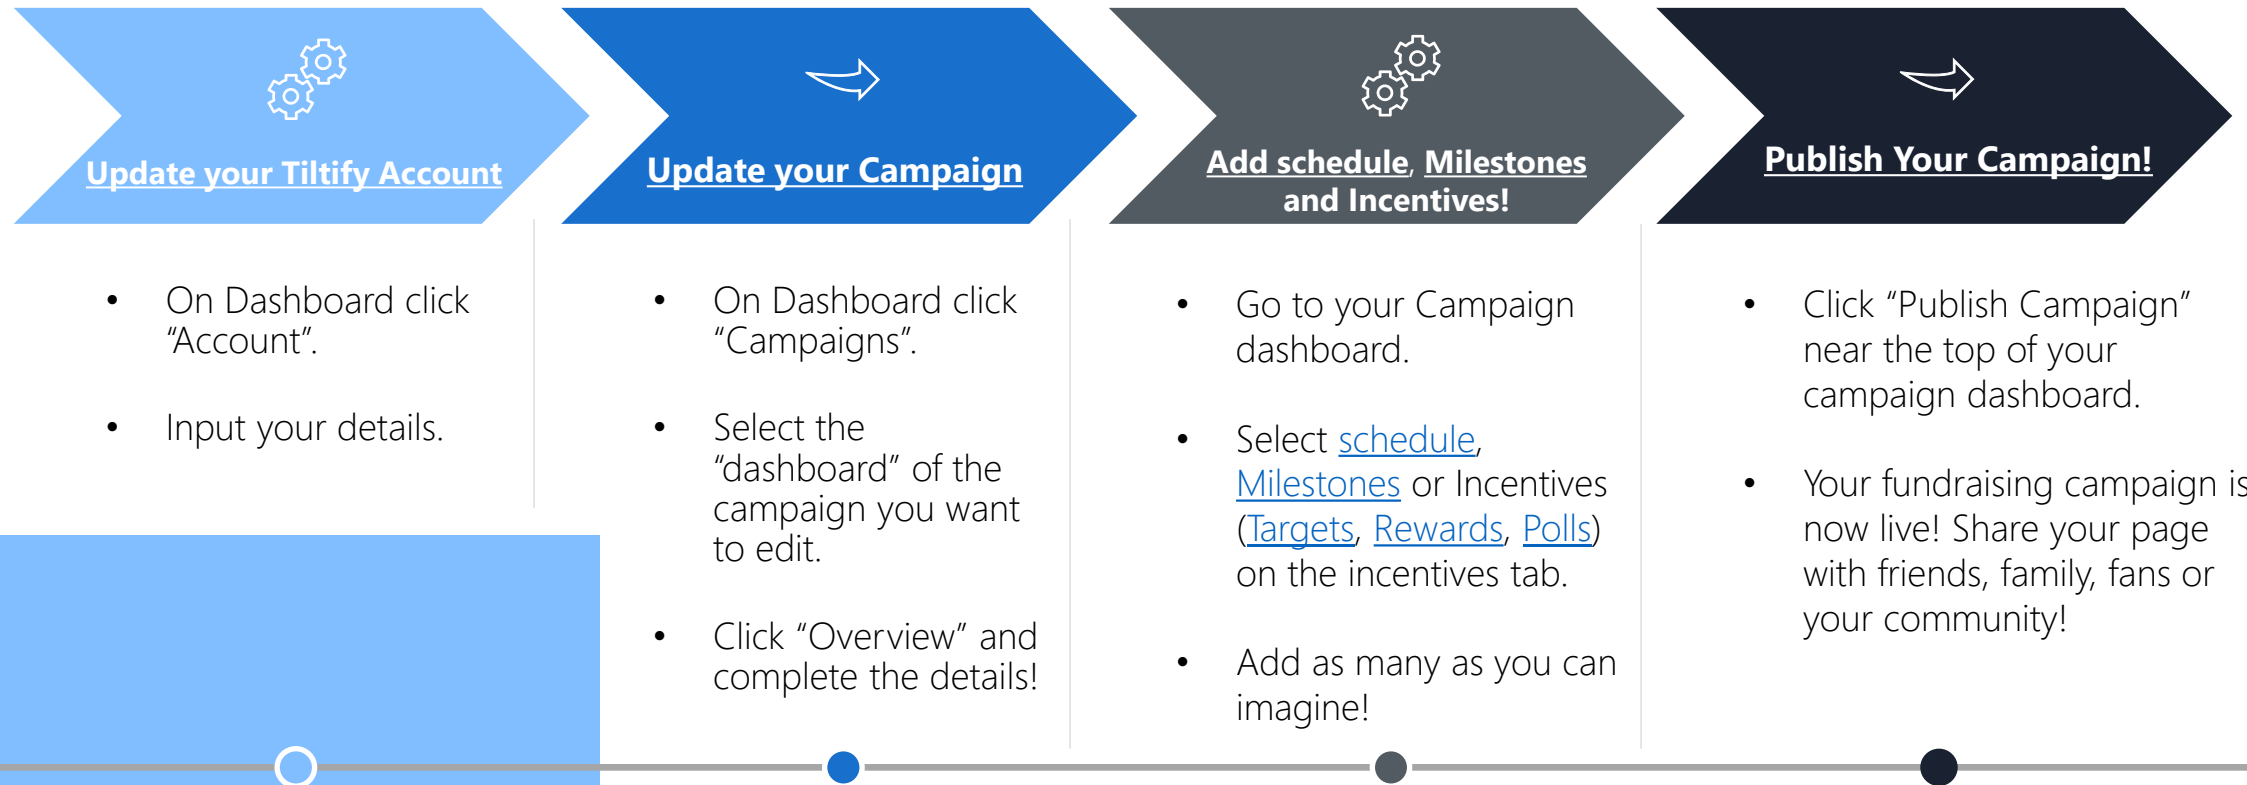 Update your Tiltify Account
• On Dashboard click
“Account”.
• Input your details.
Update your Campaign
• On Dashboard click
“Campaigns”.
• Select the
“dashboard” of the
campaign you want
to edit.
• Click “Overview” and
complete the details!
Add schedule, Milestones
and Incentives!
• Go to your Campaign
dashboard.
• Select schedule,
Milestones or Incentives
(Targets, Rewards, Polls)
on the incentives tab.
• Add as many as you can
imagine!
Publish Your Campaign!
• Click “Publish Campaign”
near the top of your
campaign dashboard.
• Your fundraising campaign is
now live! Share your page
with friends, family, fans or
your community!